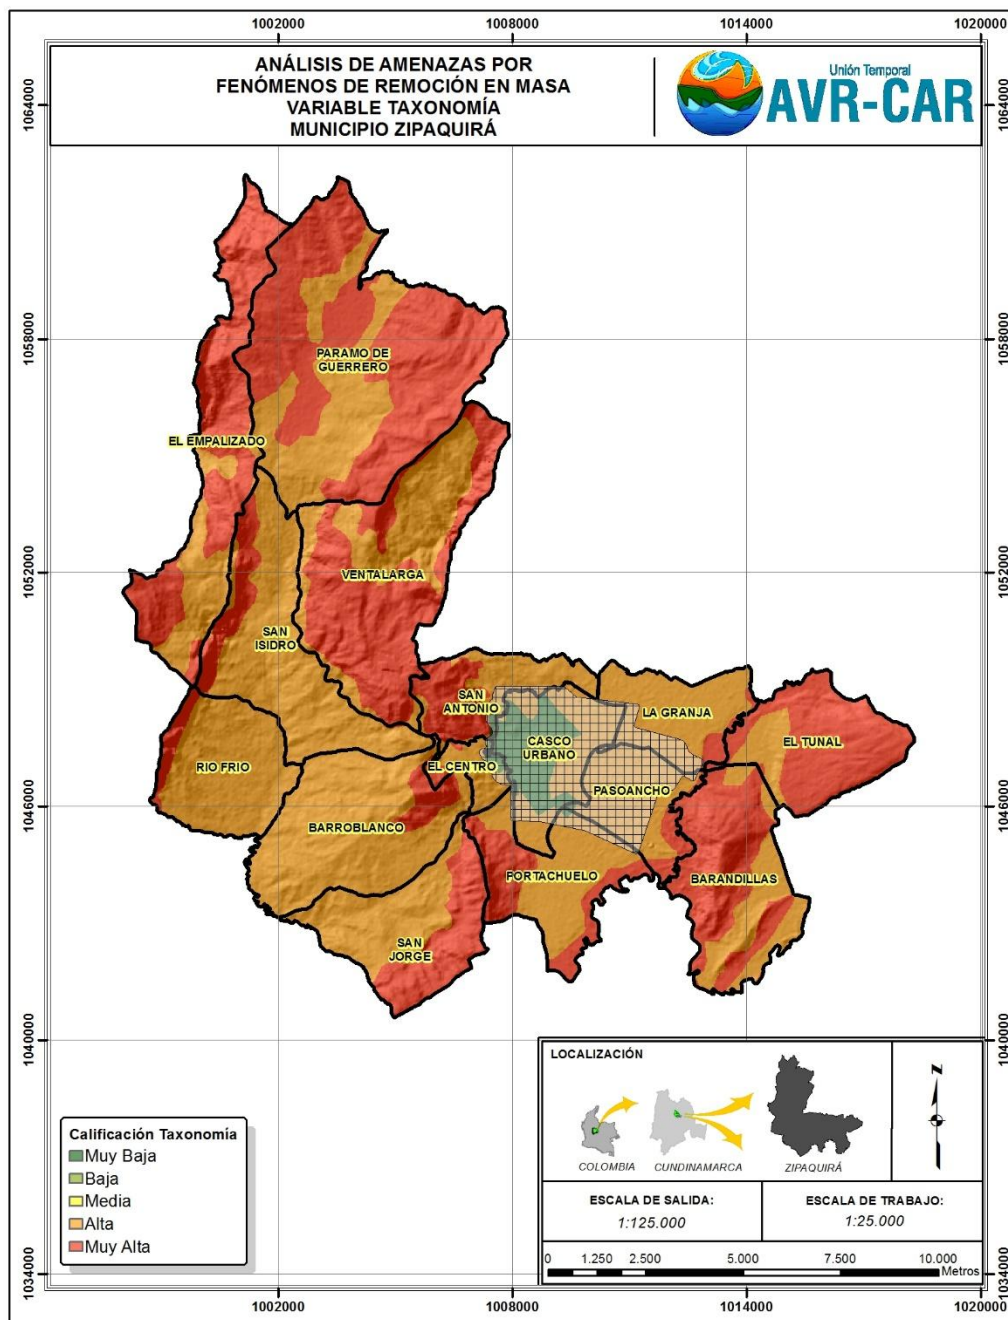 1002000
1008000
1014000
1020000
ANÁLISIS DE AMENAZAS POR
FENÓMENOS DE REMOCIÓN EN MASA
VARIABLE TAXONOMÍA
MUNICIPIO ZIPAQUIRÁ
Unión Temporal
AVR-CAR
1064000
1064000
1058000
1058000
PARAMO DE
GUERRERO
EL EMPALIZADO
1052000
1052000
VENTALARGA
SAN
ISIDRO
SAN
ANTONIO
LA GRANJA
CASCO
URBANO
EL TUNAL
RIO FRIO
EL CENTRO
PASOANCHO
1046000
1046000
BARROBLANCO
PORTACHUELO
BARANDILLAS
SAN
JORGE
1040000
1040000
LOCALIZACIÓN
COLOMBIA
CUNDINAMARCA
ZIPAQUIRÁ
N
ESCALA DE SALIDA:
1:125.000
ESCALA DE TRABAJO:
1:25.000
0
1.250
2.500
5.000
7.500
10.000
Metros
Calificación Taxonomía
Muy Baja
Baja
Media
Alta
Muy Alta
1034000
1034000
1002000
1008000
1014000
1020000